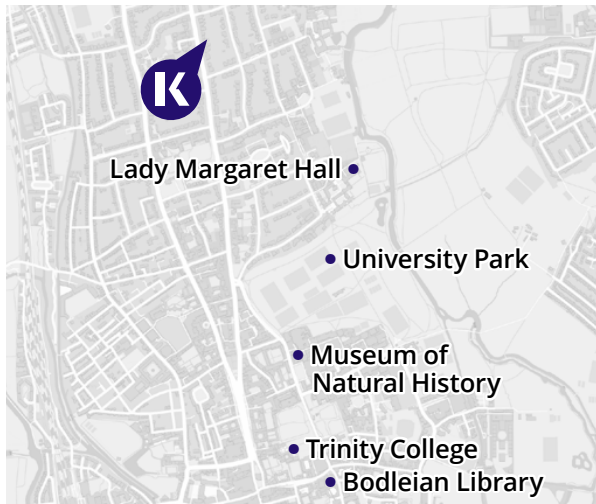 K
Lady Margaret Hall
University Park
Museum of
Natural History
Trinity College
Bodleian Library